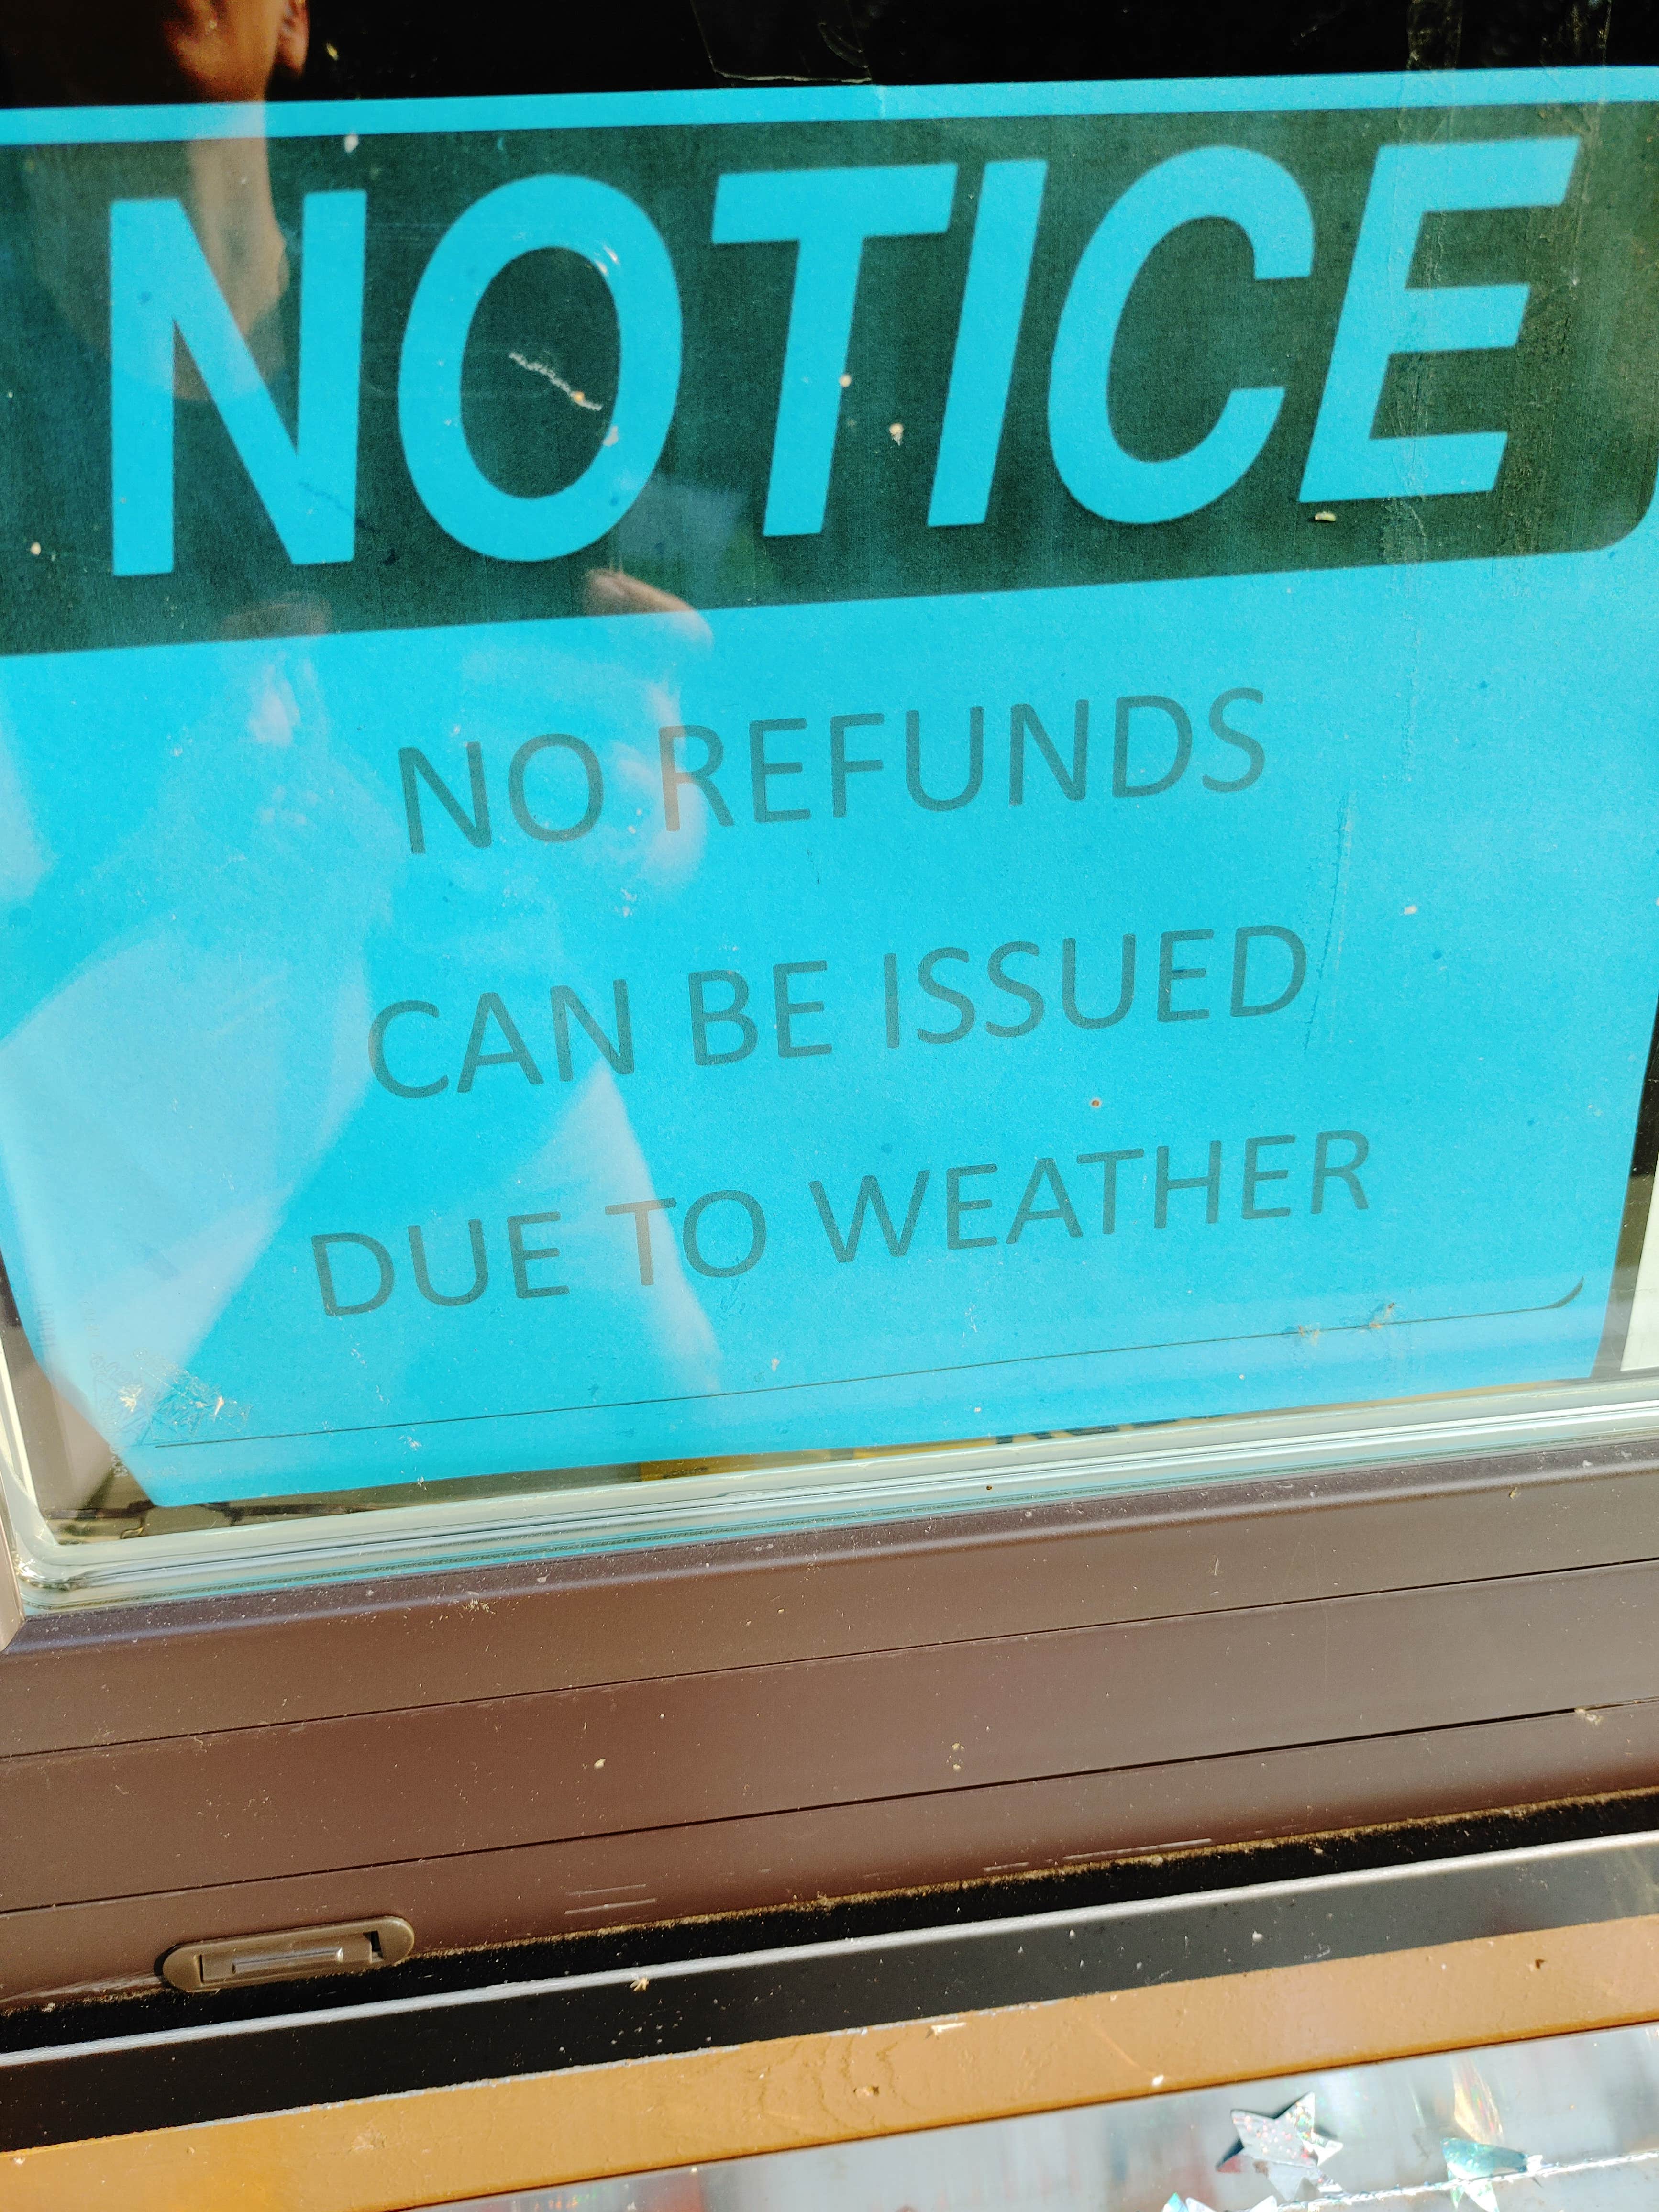 NOTICE
NO REFUNDS
CAN BE ISSUED
DUE TO WEATHER